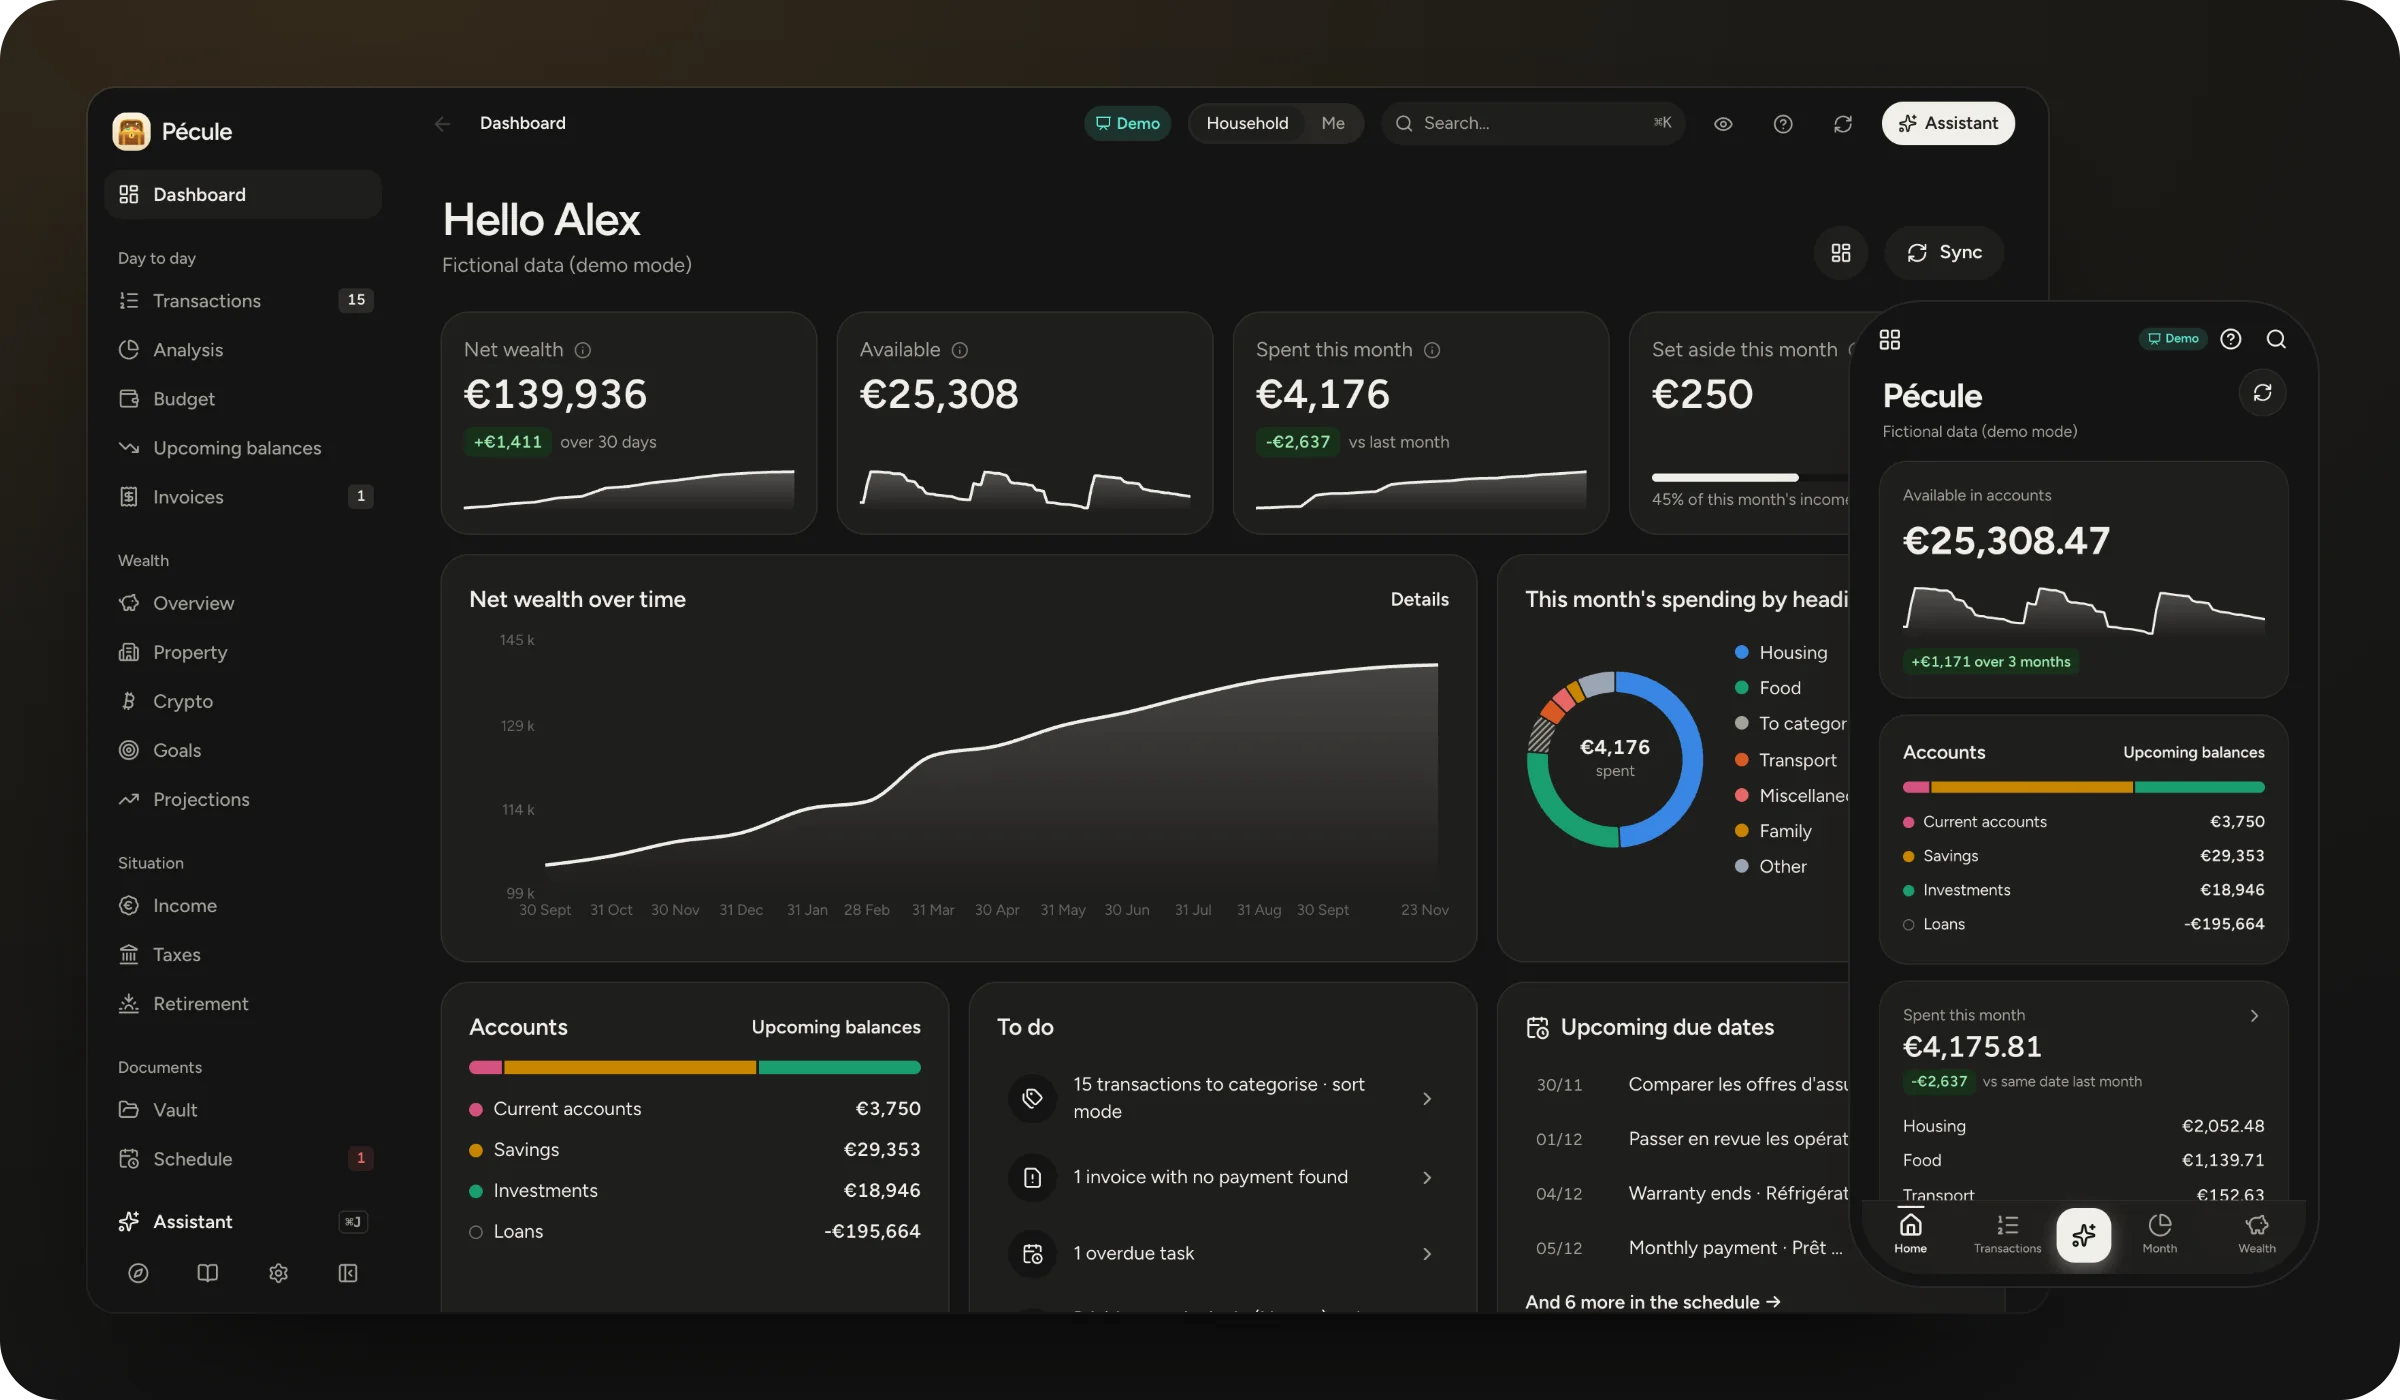 Pécule
Dashboard
Day to day
Transactions 15
Analysis
Budget
Upcoming balances
Invoices 1
Wealth
Overview
Property
Crypto
Goals
Projections
Situation
Income
Taxes
Retirement
Documents
Vault
Schedule 1
Assistant ⌘J
Dashboard
Demo
Household Me
Search... ⌘K
Assistant
Hello Alex
Fictional data (demo mode)
Sync
Net wealth
€139,936
+€1,411 over 30 days
Available
€25,308
Spent this month
€4,176
-€2,637 vs last month
Set aside this month
€250
45% of this month's income
Net wealth over time Details
145 k
129 k
114 k
99 k
30 Sept 31 Oct 30 Nov 31 Dec 31 Jan 28 Feb 31 Mar 30 Apr 31 May 30 Jun 31 Jul 31 Aug 30 Sept 23 Nov
This month's spending by headi
€4,176
spent
Housing
Food
To categor
Transport
Miscellane
Family
Other
Accounts Upcoming balances
Current accounts €3,750
Savings €29,353
Investments €18,946
Loans -€195,664
To do
15 transactions to categorise · sort
mode
1 invoice with no payment found
1 overdue task
Upcoming due dates
30/11 Comparer les offres d'assu
01/12 Passer en revue les opérat
04/12 Warranty ends · Réfrigérat
05/12 Monthly payment · Prêt ...
And 6 more in the schedule →
Demo
Pécule
Fictional data (demo mode)
Available in accounts
€25,308.47
+€1,171 over 3 months
Accounts Upcoming balances
Current accounts €3,750
Savings €29,353
Investments €18,946
Loans -€195,664
Spent this month
€4,175.81
-€2,637 vs same date last month
Housing €2,052.48
Food €1,139.71
Transport €152.63
Home Transactions Month Wealth